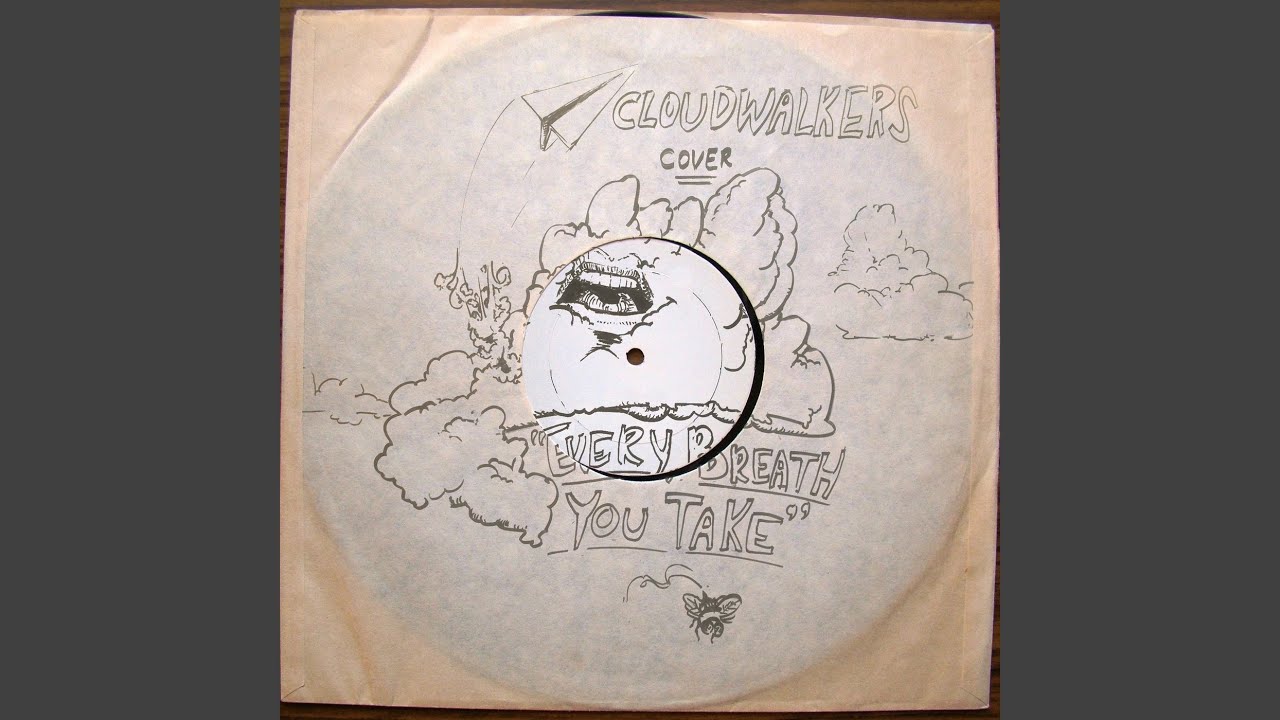 CLOUDWALKERS
COVER
"EVERY BREATH
YOU TAKE"